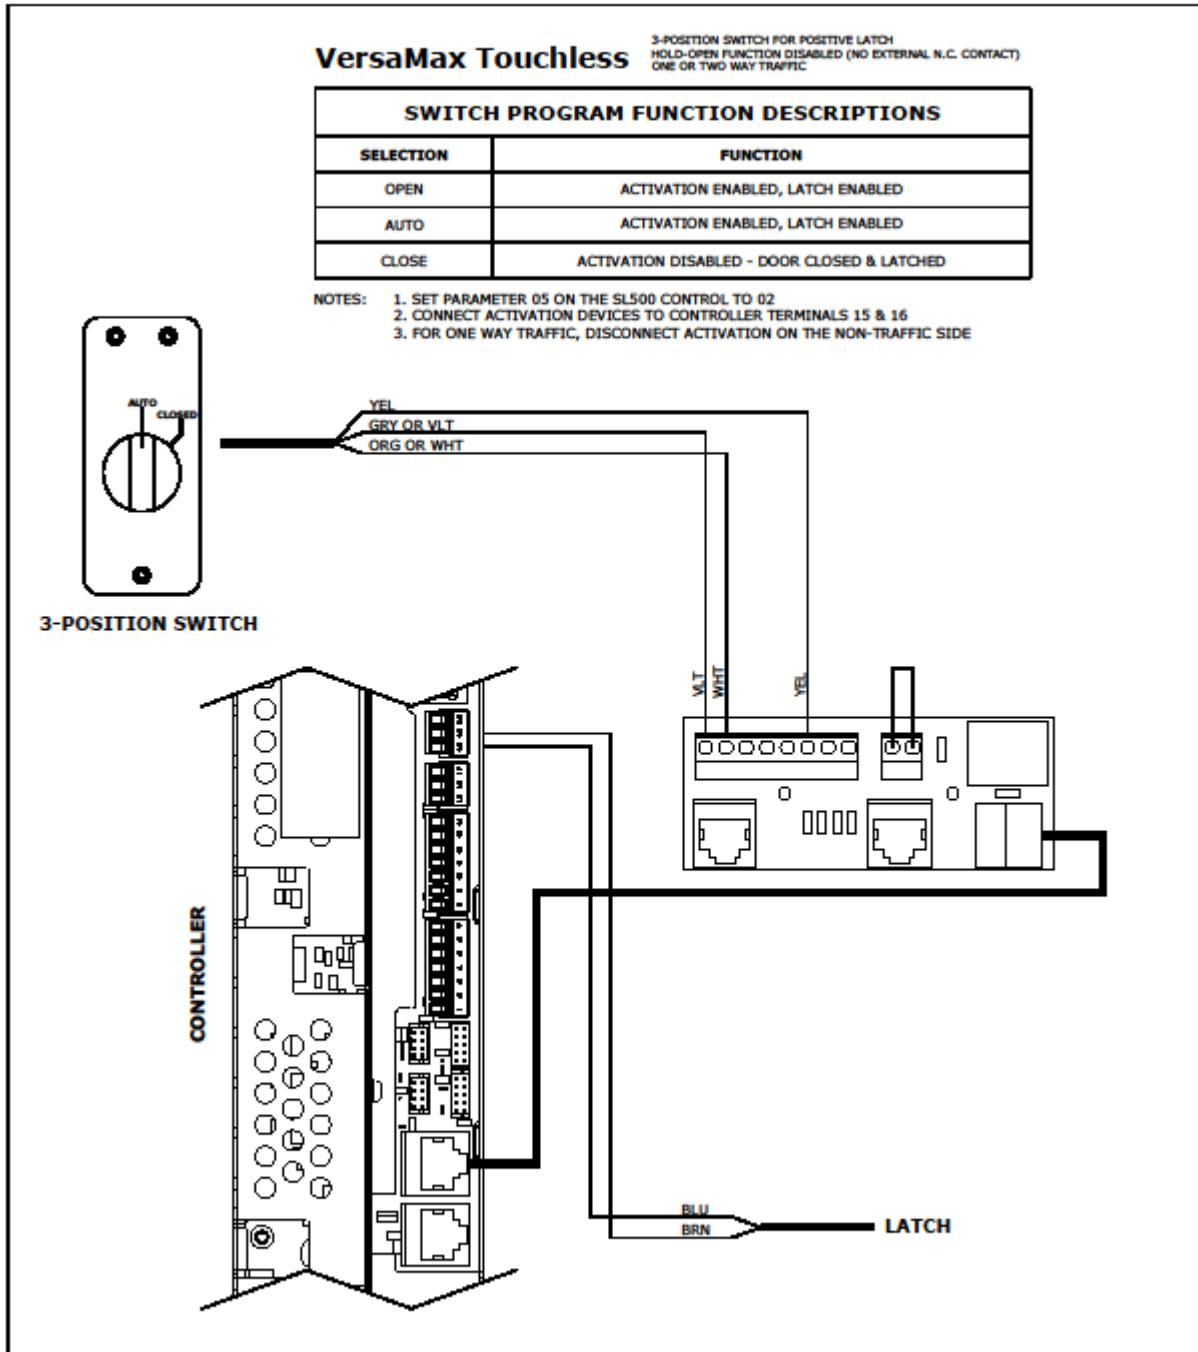 VersaMax Touchless
3-POSITION SWITCH FOR POSITIVE LATCH
HOLD-OPEN FUNCTION DISABLED (NO EXTERNAL N.C. CONTACT)
ONE OR TWO WAY TRAFFIC
SWITCH PROGRAM FUNCTION DESCRIPTIONS
SELECTION FUNCTION
OPEN ACTIVATION ENABLED, LATCH ENABLED
AUTO ACTIVATION ENABLED, LATCH ENABLED
CLOSE ACTIVATION DISABLED - DOOR CLOSED & LATCHED
NOTES: 1. SET PARAMETER 05 ON THE SL500 CONTROL TO 02
2. CONNECT ACTIVATION DEVICES TO CONTROLLER TERMINALS 15 & 16
3. FOR ONE WAY TRAFFIC, DISCONNECT ACTIVATION ON THE NON-TRAFFIC SIDE
AUTO
CLOSED
YEL
GRY OR VLT
ORG OR WHT
3-POSITION SWITCH
VLT
WHT
YEL
CONTROLLER
BLU
BRN
LATCH